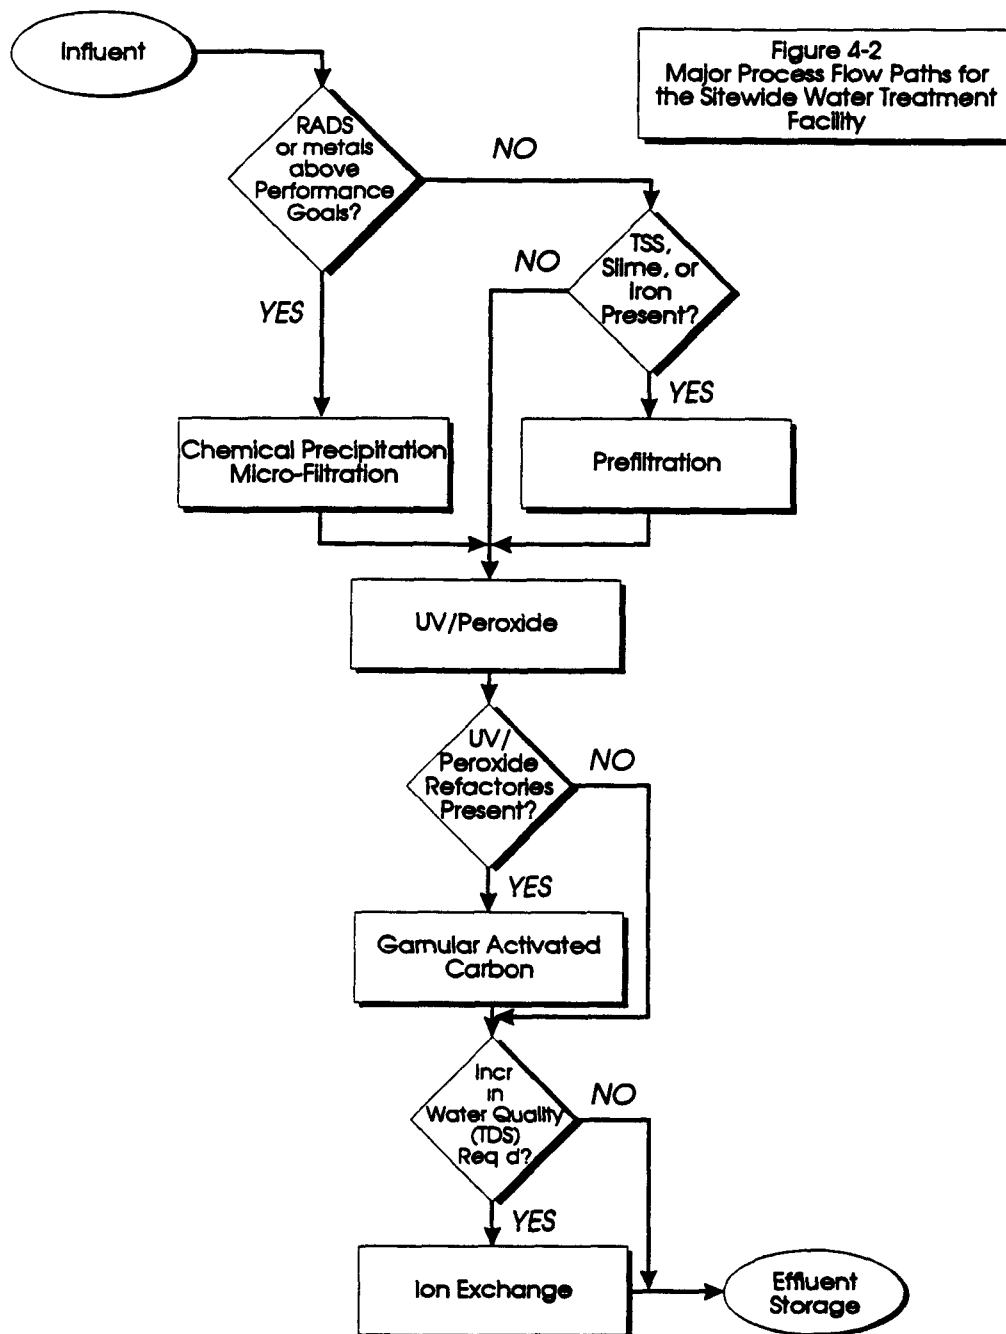 Influent
Figure 4-2
Major Process Flow Paths for
the Sitewide Water Treatment
Facility
RADS
or metals
above
Performance
Goals?
NO
TSS,
Slime, or
Iron
Present?
NO
YES
YES
Chemical Precipitation
Micro-Filtration
Prefiltration
UV/Peroxide
UV/
Peroxide
Refactories
Present?
NO
YES
Garnular Activated
Carbon
Incr
in
Water Quality
(TDS)
Req d?
NO
YES
Ion Exchange
Effluent
Storage